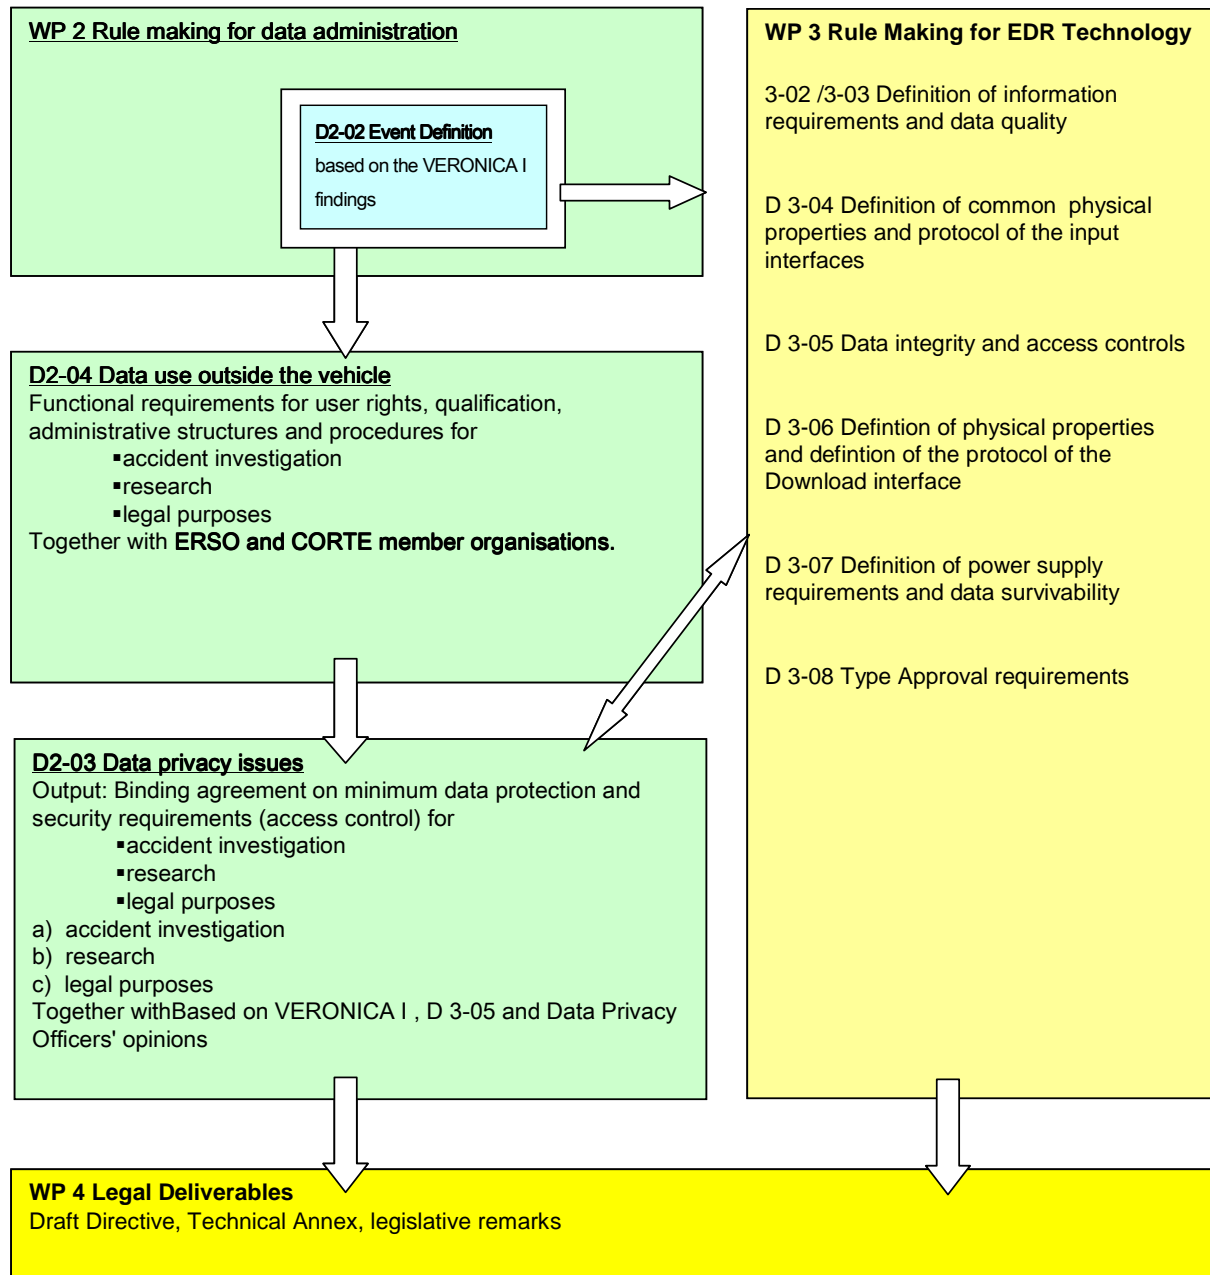 WP 2 Rule making for data administration
D2-02 Event Definition
based on the VERONICA I
findings
D2-04 Data use outside the vehicle
Functional requirements for user rights, qualification,
administrative structures and procedures for
▪accident investigation
▪research
▪legal purposes
Together with ERSO and CORTE member organisations.
D2-03 Data privacy issues
Output: Binding agreement on minimum data protection and
security requirements (access control) for
▪accident investigation
▪research
▪legal purposes
a) accident investigation
b) research
c) legal purposes
Together withBased on VERONICA I , D 3-05 and Data Privacy
Officers' opinions
WP 3 Rule Making for EDR Technology
3-02 /3-03 Definition of information
requirements and data quality
D 3-04 Definition of common physical
properties and protocol of the input
interfaces
D 3-05 Data integrity and access controls
D 3-06 Defintion of physical properties
and defintion of the protocol of the
Download interface
D 3-07 Definition of power supply
requirements and data survivability
D 3-08 Type Approval requirements
WP 4 Legal Deliverables
Draft Directive, Technical Annex, legislative remarks